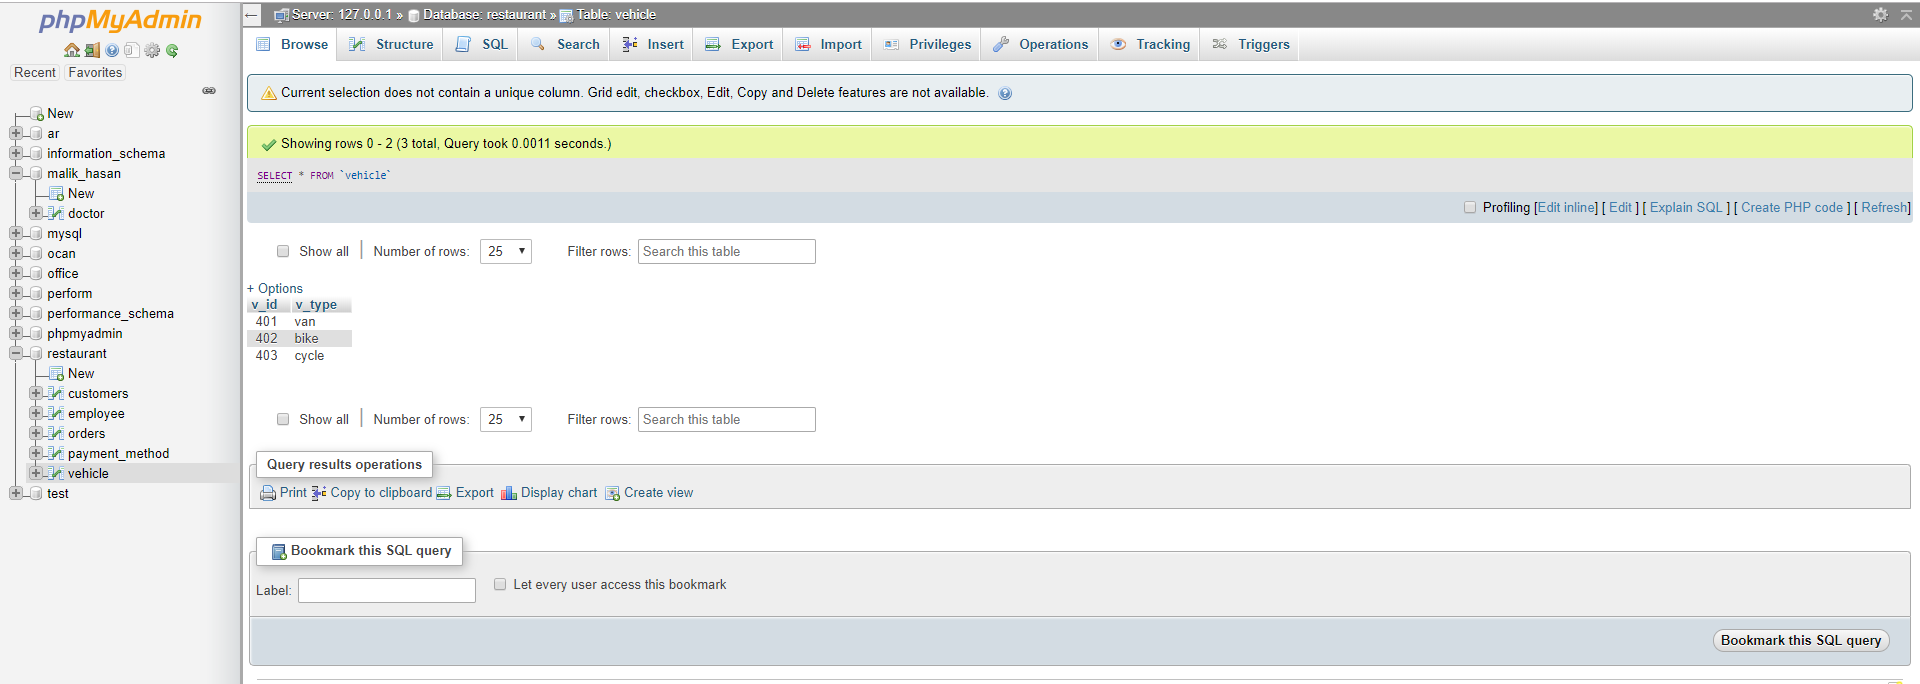 phpMyAdmin
Recent Favorites
New
ar
information_schema
malik_hasan
New
doctor
mysql
ocan
office
perform
performance_schema
phpmyadmin
restaurant
New
customers
employee
orders
payment_method
vehicle
test
Server: 127.0.0.1 » Database: restaurant » Table: vehicle
Browse Structure SQL Search Insert Export Import Privileges Operations Tracking Triggers
Current selection does not contain a unique column. Grid edit, checkbox, Edit, Copy and Delete features are not available.
Showing rows 0 - 2 (3 total, Query took 0.0011 seconds.)
SELECT * FROM `vehicle`
Profiling [Edit inline] [ Edit ] [ Explain SQL ] [ Create PHP code ] [ Refresh]
Show all Number of rows: 25 Filter rows: Search this table
+ Options
v_id v_type
401 van
402 bike
403 cycle
Show all Number of rows: 25 Filter rows: Search this table
Query results operations
Print Copy to clipboard Export Display chart Create view
Bookmark this SQL query
Label: Let every user access this bookmark
Bookmark this SQL query